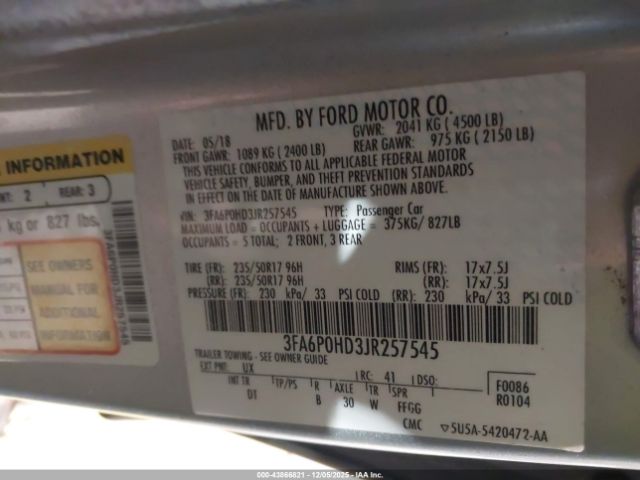 INFORMATION
NT: 2 REAR: 3
kg or 827 lbs.
SEE OWNERS
MANUAL FOR
ADDITIONAL
INFORMATION
MFD. BY FORD MOTOR CO.
DATE: 05/18 GVWR: 2041 KG ( 4500 LB)
FRONT GAWR: 1089 KG ( 2400 LB) REAR GAWR: 975 KG ( 2150 LB)
THIS VEHICLE CONFORMS TO ALL APPLICABLE FEDERAL MOTOR
VEHICLE SAFETY, BUMPER, AND THEFT PREVENTION STANDARDS
IN EFFECT ON THE DATE OF MANUFACTURE SHOWN ABOVE.
VIN: 3FA6P0HD3JR257545 TYPE: Passenger Car
MAXIMUM LOAD = OCCUPANTS + LUGGAGE = 375KG/ 827LB
OCCUPANTS = 5 TOTAL; 2 FRONT, 3 REAR
TIRE (FR): 235/50R17 96H RIMS (FR): 17x7.5J
(RR): 235/50R17 96H (RR): 17x7.5J
PRESSURE (FR): 230 kPa/ 33 PSI COLD (RR): 230 kPa/ 33 PSI COLD
3FA6P0HD3JR257545
TRAILER TOWING - SEE OWNER GUIDE
EXT PNT: UX RC: 41 DSO:
INT TR TP/PS R AXLE TR SPR
DT B 30 W FFGG
F0086
R0104
CMC 5U5A-5420472-AA
000-43866821 - 12/05/2025 - IAAI, Inc.